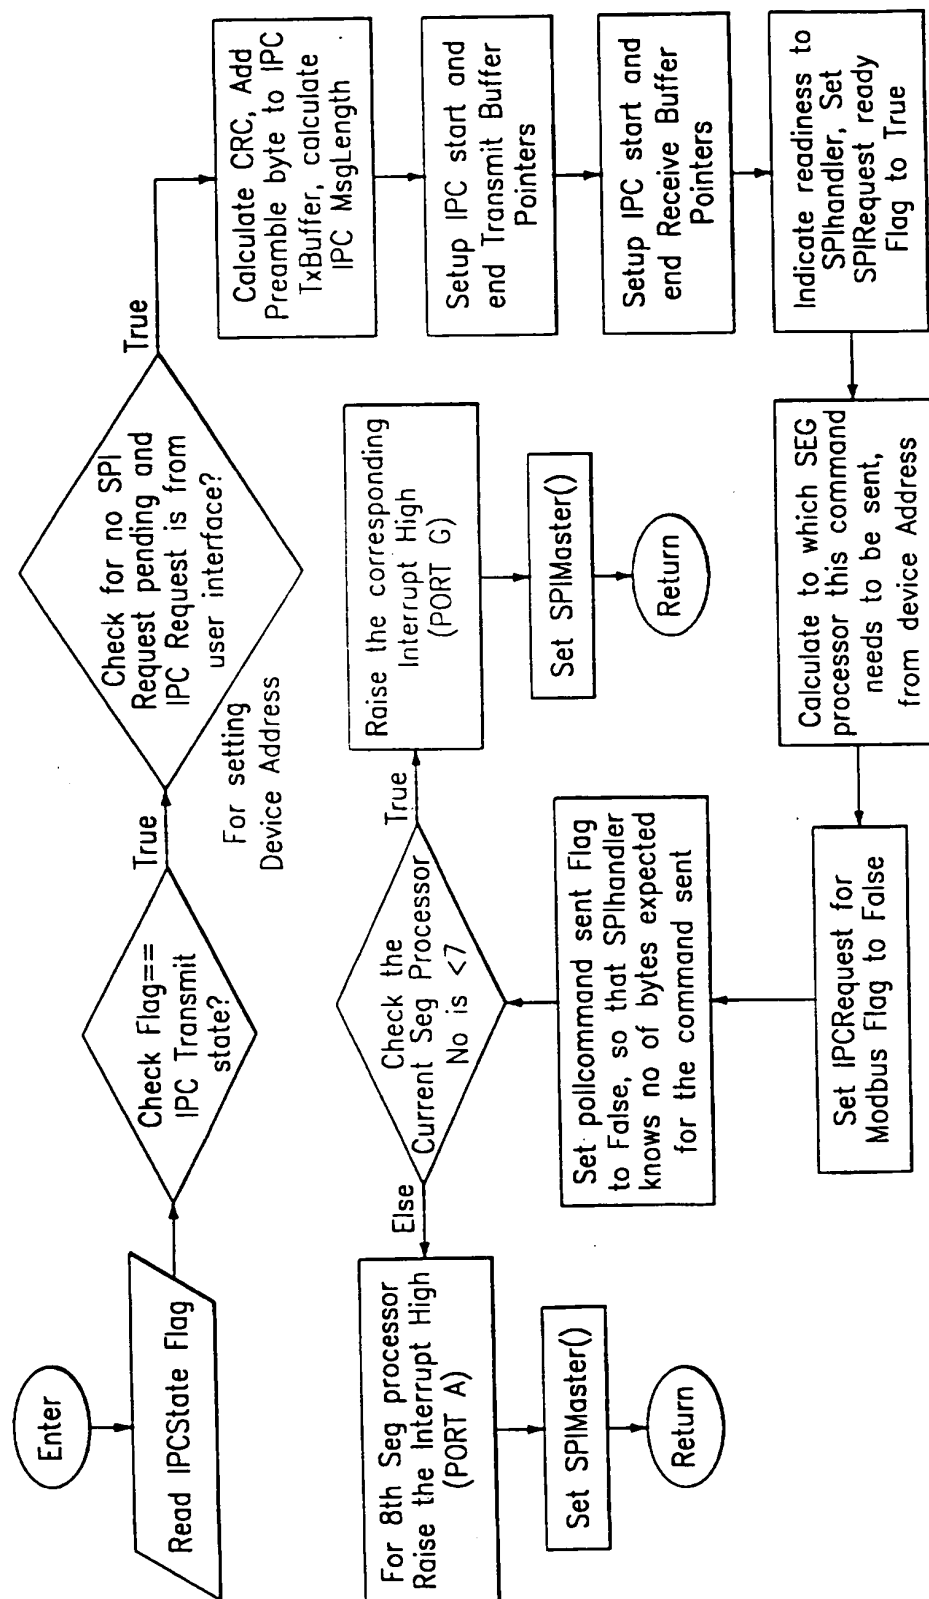 Enter
Read IPCState Flag
Check Flag==
IPC Transmit
state?
True
Check for no SPI
Request pending and
IPC Request is from
user interface?
For setting
Device Address
True
Calculate CRC, Add
Preamble byte to IPC
TxBuffer, calculate
IPC MsgLength
Setup IPC start and
end Transmit Buffer
Pointers
Setup IPC start and
end Receive Buffer
Pointers
Indicate readiness to
SPIhandler, Set
SPIRequest ready
Flag to True
Calculate to which SEG
processor this command
needs to be sent,
from device Address
Set IPCRequest for
Modbus Flag to False
Set pollcommand sent Flag
to False, so that SPIhandler
knows no of bytes expected
for the command sent
Check the
Current Seg Processor
No is <7
True
Raise the corresponding
Interrupt High
(PORT G)
Set SPIMaster()
Return
Else
For 8th Seg processor
Raise the Interrupt High
(PORT A)
Set SPIMaster()
Return